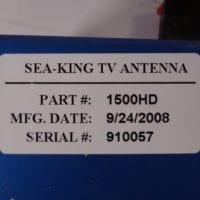 SEA-KING TV ANTENNA
PART #: 1500HD
MFG. DATE: 9/24/2008
SERIAL #: 910057